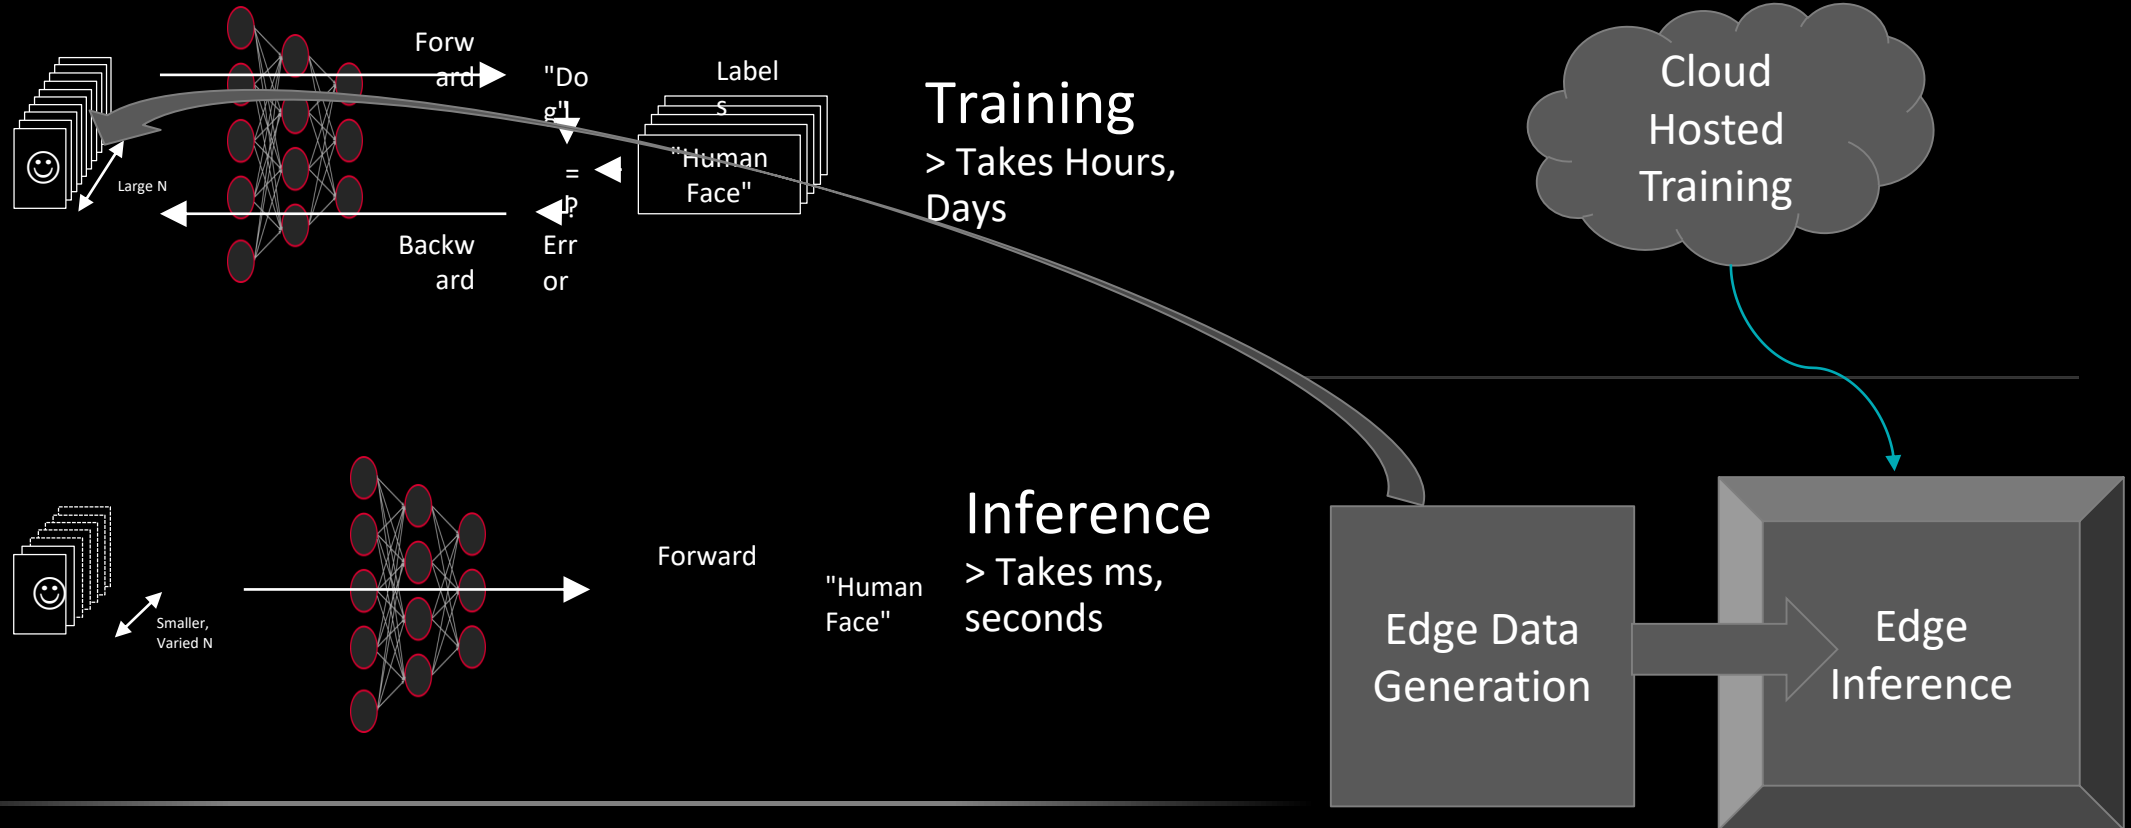 Forw
ard
"Do
g"
Label
s
"Human
Face"
=
?
Large N
Backw
ard
Err
or
Training
> Takes Hours,
Days
Cloud
Hosted
Training
Smaller,
Varied N
Forward
"Human
Face"
Inference
> Takes ms,
seconds
Edge Data
Generation
Edge
Inference